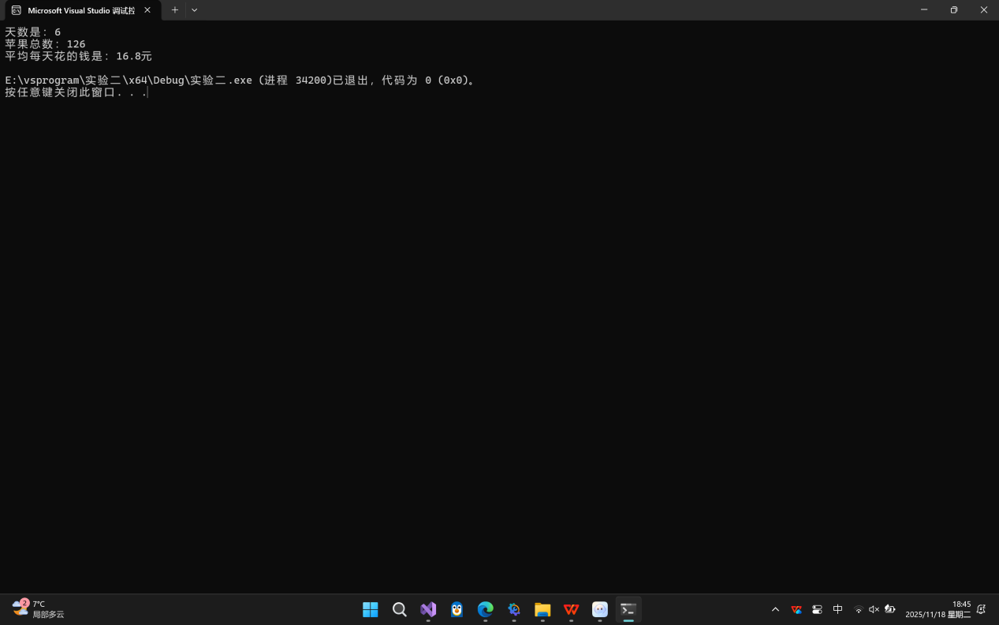 Microsoft Visual Studio 调试控
天数是: 6
苹果总数: 126
平均每天花的钱是: 16.8元
E:\vsprogram\实验二\x64\Debug\实验二.exe (进程 34200)已退出，代码为 0 (0x0)。
按任意键关闭此窗口. . .
2
7°C
局部多云
中
18:45
2025/11/18 星期二